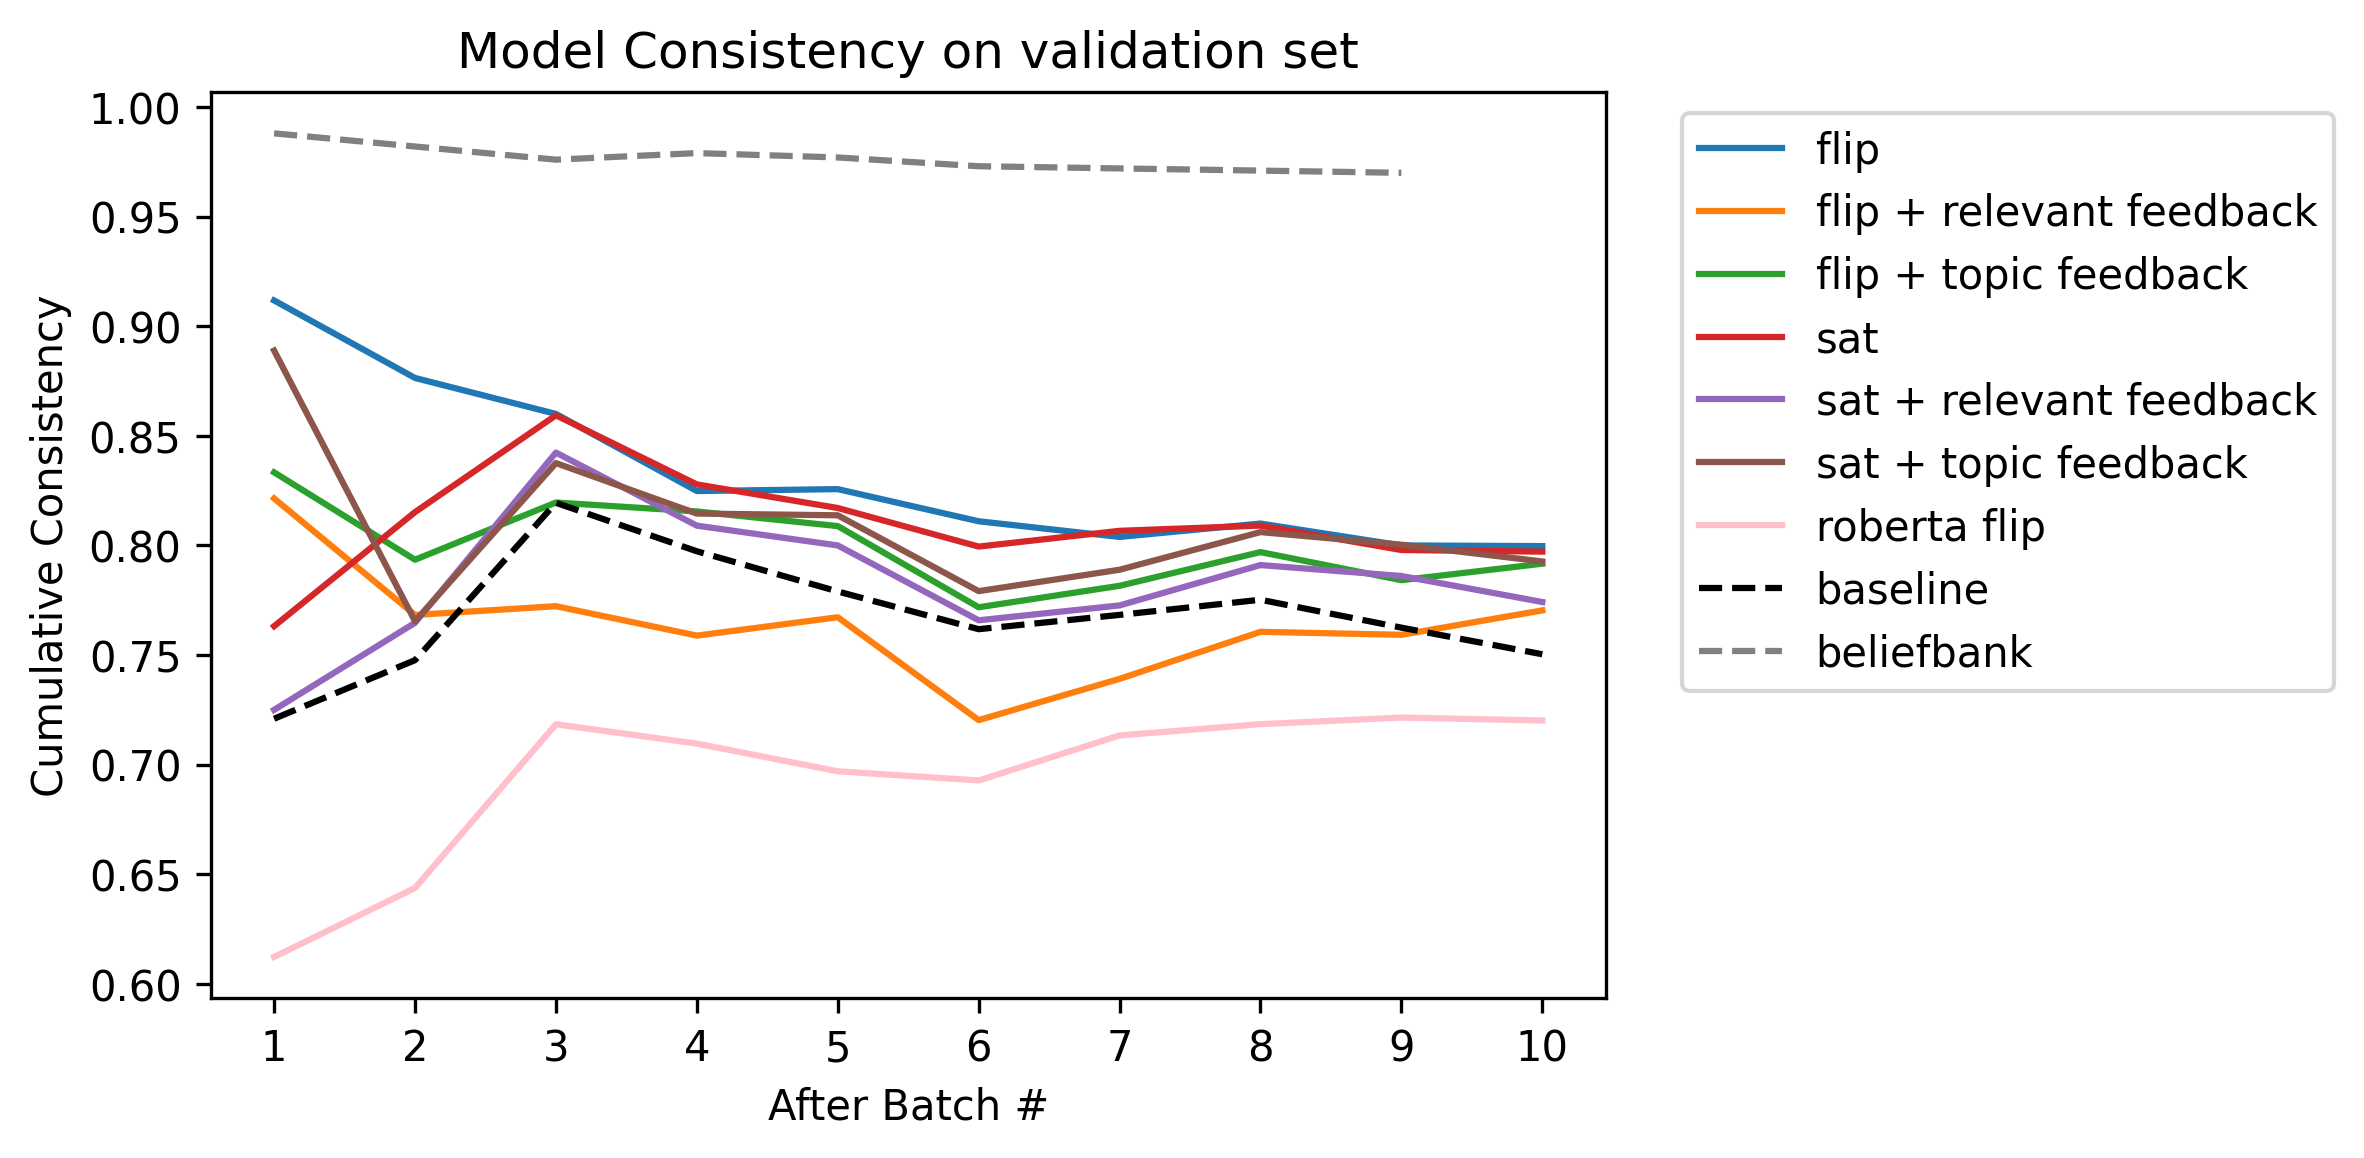 Model Consistency on validation set
Cumulative Consistency
1.00
0.95
0.90
0.85
0.80
0.75
0.70
0.65
0.60
1 2 3 4 5 6 7 8 9 10
After Batch #
flip
flip + relevant feedback
flip + topic feedback
sat
sat + relevant feedback
sat + topic feedback
roberta flip
baseline
beliefbank